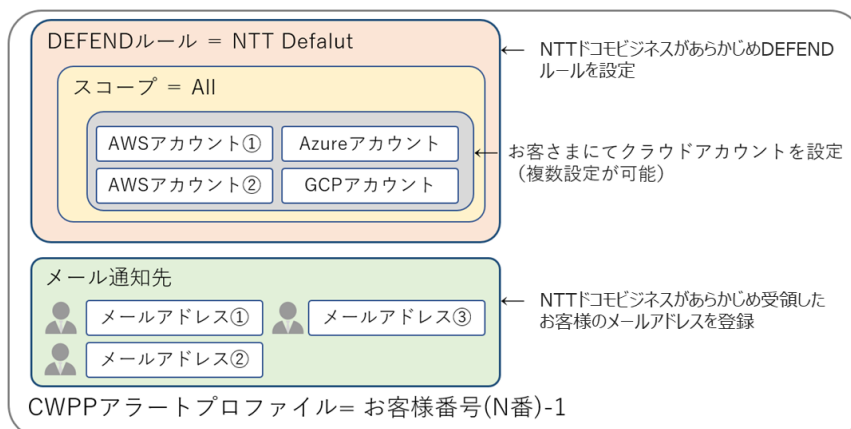 DEFENDルール = NTT Defalut
← NTTドコモビジネスがあらかじめDEFEND
ルールを設定
スコープ = All
AWSアカウント① Azureアカウント
AWSアカウント② GCPアカウント
← お客さまにてクラウドアカウントを設定
（複数設定が可能）
メール通知先
← NTTドコモビジネスがあらかじめ受領した
お客様のメールアドレスを登録
メールアドレス① メールアドレス③
メールアドレス②
CWPPアラートプロファイル= お客様番号(N番)-1